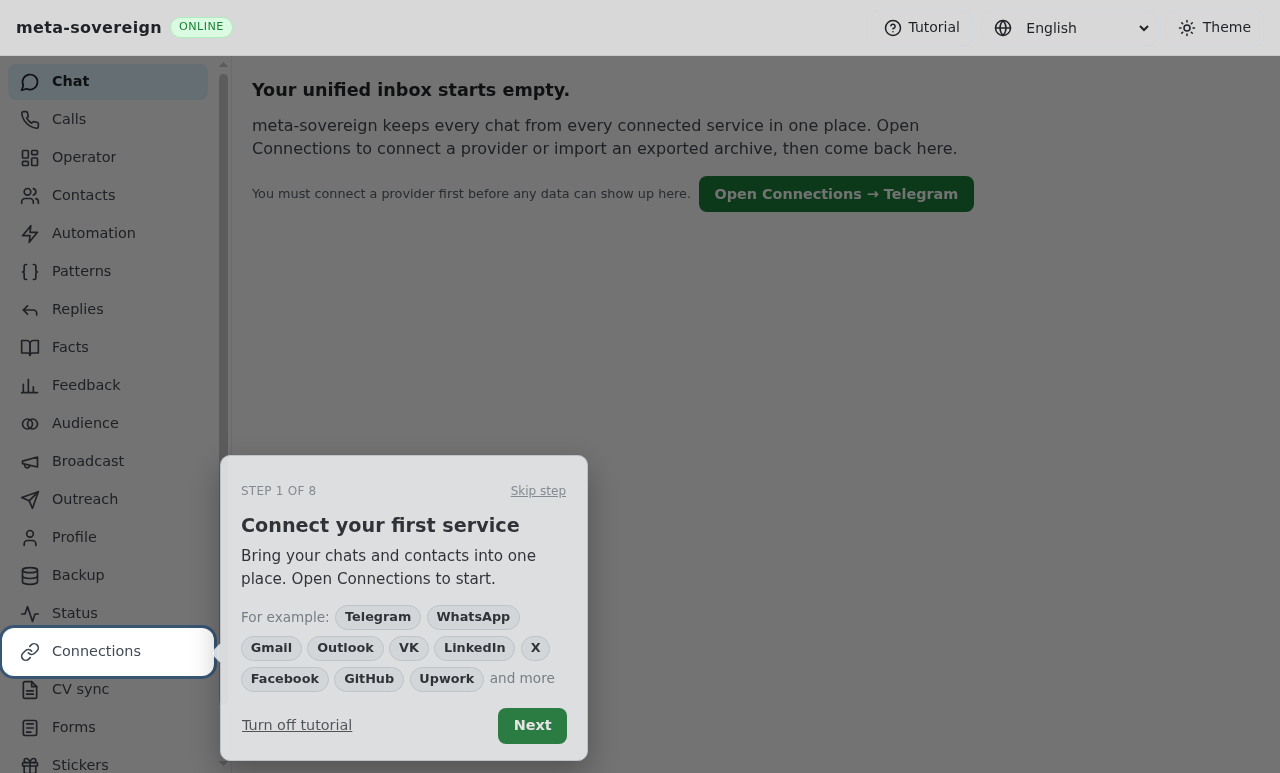 meta-sovereign ONLINE Tutorial English Theme
Chat
Calls
Operator
Contacts
Automation
Patterns
Replies
Facts
Feedback
Audience
Broadcast
Outreach
Profile
Backup
Status
Connections
CV sync
Forms
Stickers
Your unified inbox starts empty.
meta-sovereign keeps every chat from every connected service in one place. Open
Connections to connect a provider or import an exported archive, then come back here.
You must connect a provider first before any data can show up here. Open Connections → Telegram
STEP 1 OF 8 Skip step
Connect your first service
Bring your chats and contacts into one
place. Open Connections to start.
For example: Telegram WhatsApp
Gmail Outlook VK LinkedIn X
Facebook GitHub Upwork and more
Turn off tutorial Next